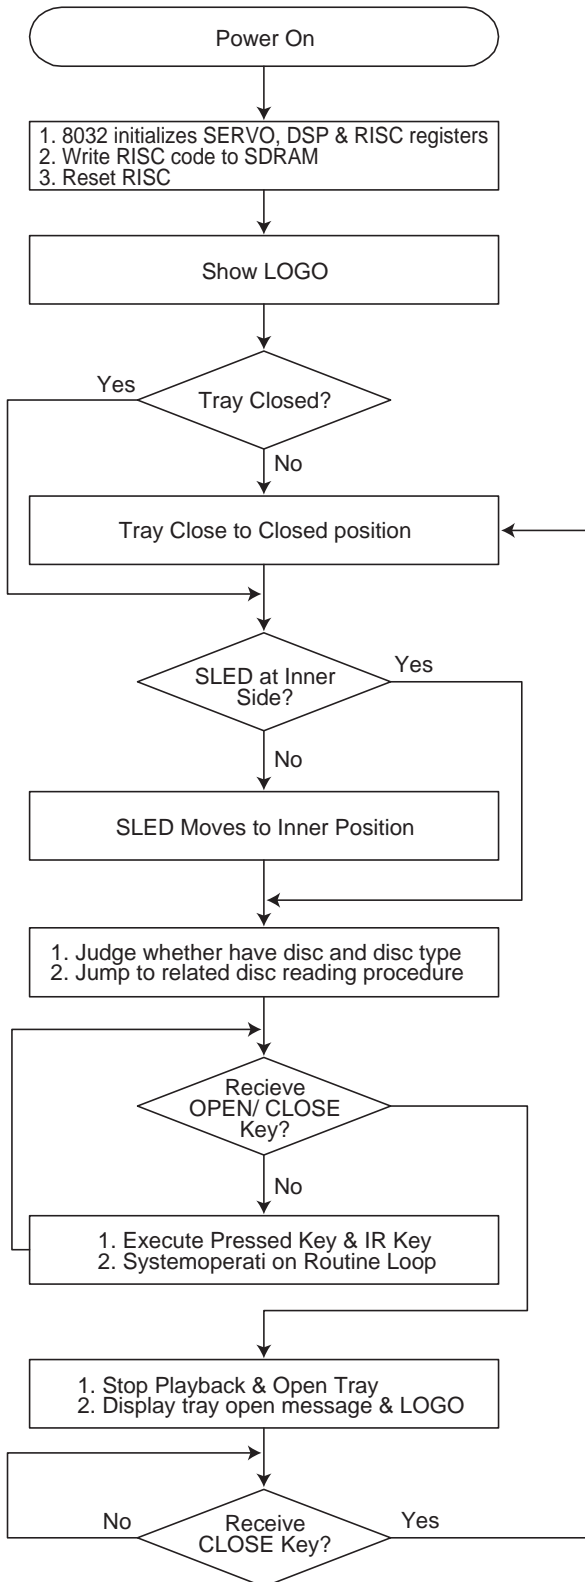 Power On
1. 8032 initializes SERVO, DSP & RISC registers
2. Write RISC code to SDRAM
3. Reset RISC
Show LOGO
Yes
Tray Closed?
No
Tray Close to Closed position
SLED at Inner
Side?
Yes
No
SLED Moves to Inner Position
1. Judge whether have disc and disc type
2. Jump to related disc reading procedure
Recieve
OPEN/ CLOSE
Key?
No
1. Execute Pressed Key & IR Key
2. Systemoperati on Routine Loop
1. Stop Playback & Open Tray
2. Display tray open message & LOGO
No
Receive
CLOSE Key?
Yes